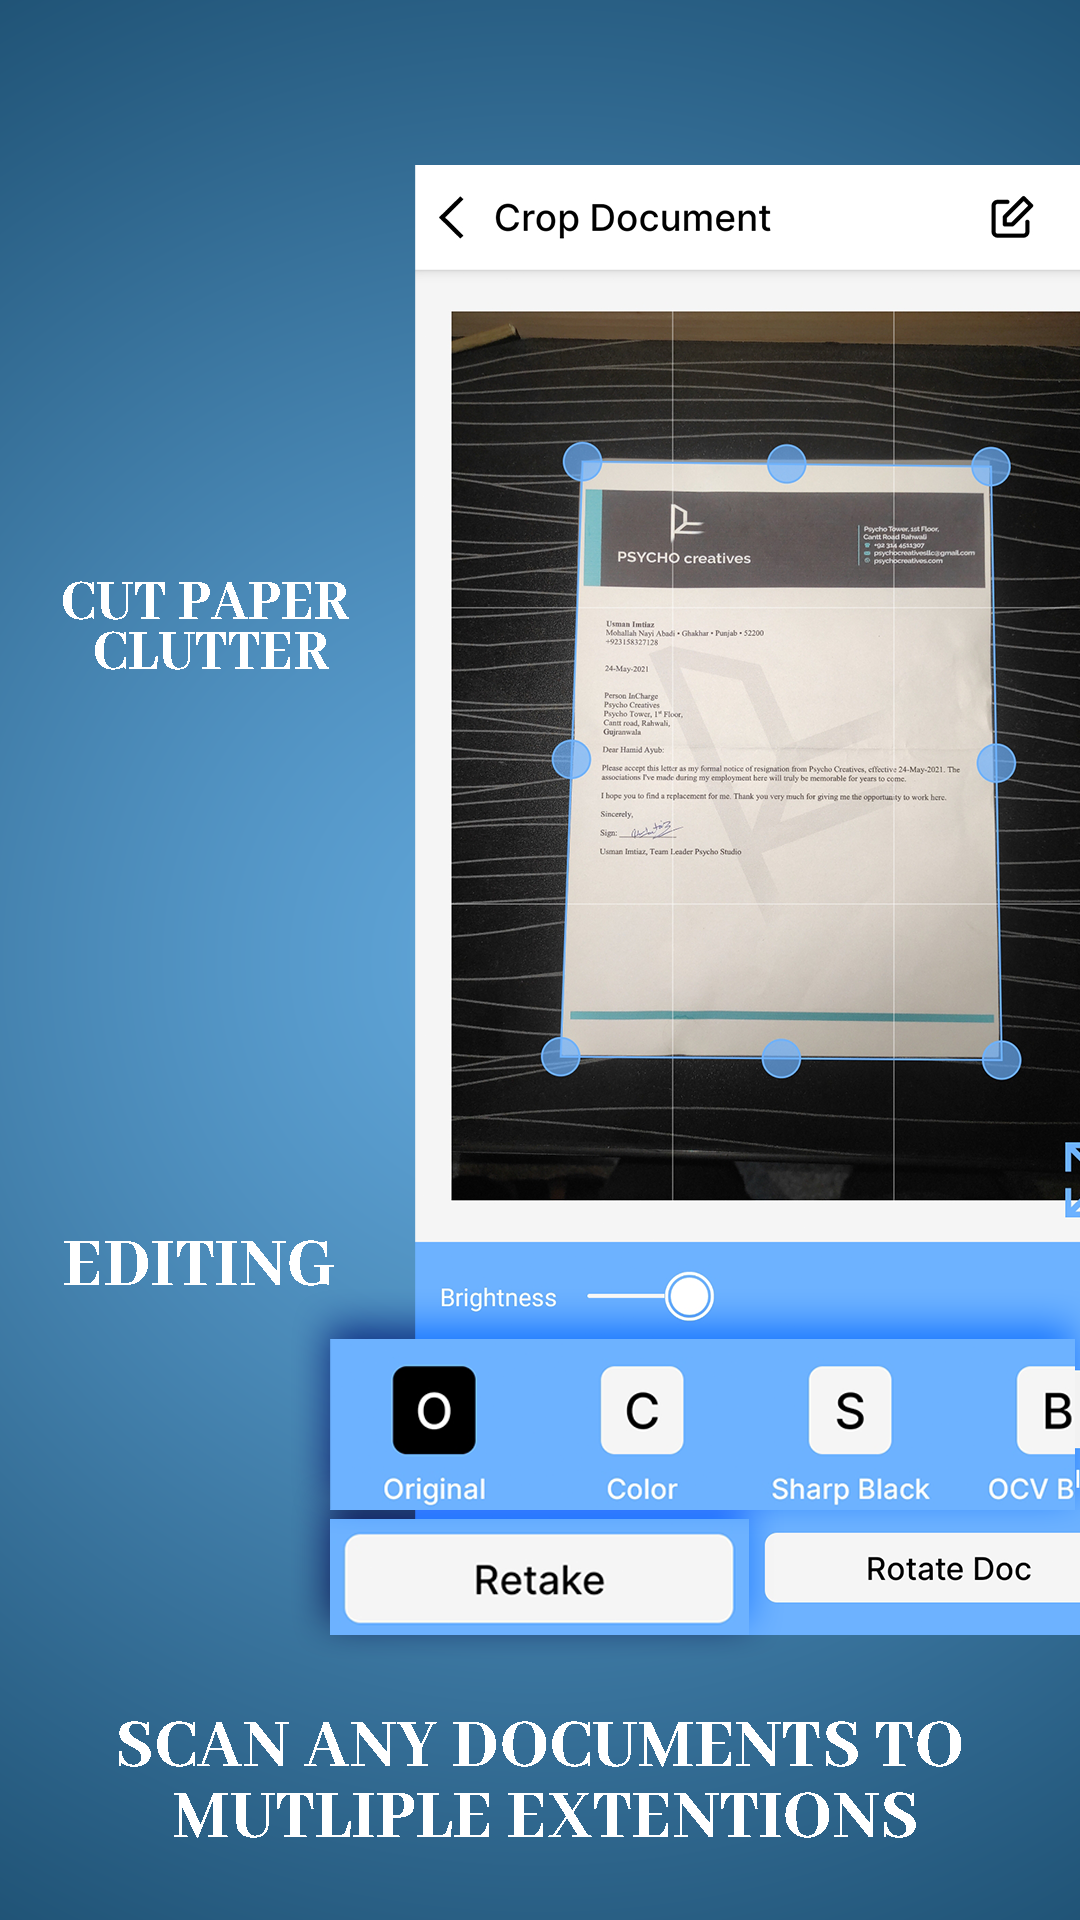 Crop Document
PSYCHO creatives
Psycho Tower, 1st Floor,
Cantt Road Rahwali
+92 314 4511307
psychocreativesllc@gmail.com
psychocreatives.com
CUT PAPER
CLUTTER
Usman Imtiaz
Mohallah Nayi Abadi • Ghakhar • Punjab • 52200
+923158327128
24-May-2021
Person InCharge
Psycho Creatives
Psycho Tower, 1st Floor,
Cantt road, Rahwali,
Gujranwala
Dear Hamid Ayub:
Please accept this letter as my formal notice of resignation from Psycho Creatives, effective 24-May-2021. The
associations I've made during my employment here will truly be memorable for years to come.
I hope you to find a replacement for me. Thank you very much for giving me the opportunity to work here.
Sincerely,
Sign:
Usman Imtiaz, Team Leader Psycho Studio
EDITING
Brightness
O C S B
Original Color Sharp Black OCV B
Retake Rotate Doc
SCAN ANY DOCUMENTS TO
MUTLIPLE EXTENTIONS